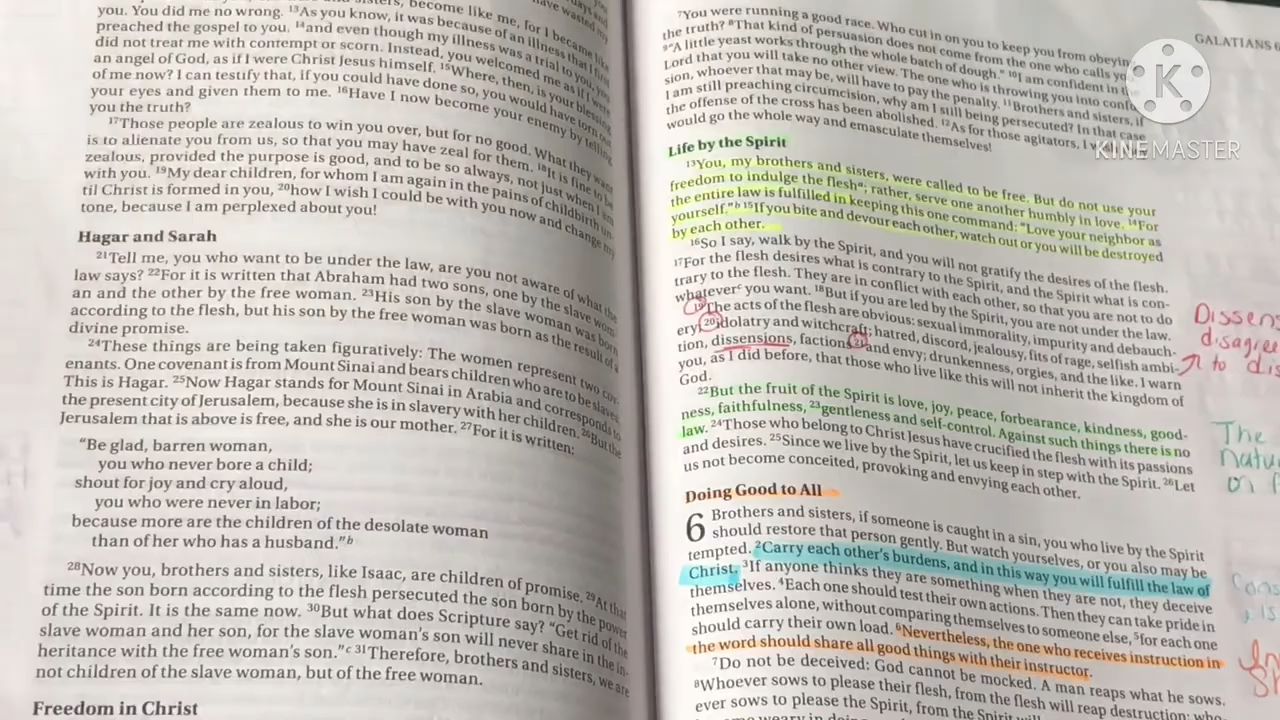 you. You did me no wrong. 13As you know, it was because of an illness that I first
preached the gospel to you, 14and even though my illness was a trial to you, you
did not treat me with contempt or scorn. Instead, you welcomed me as if I were
an angel of God, as if I were Christ Jesus himself. 15Where, then, is your blessing
of me now? I can testify that, if you could have done so, you would have torn out
your eyes and given them to me. 16Have I now become your enemy by telling
you the truth?
17Those people are zealous to win you over, but for no good. What they want
is to alienate you from us, so that you may have zeal for them. 18It is fine to be
zealous, provided the purpose is good, and to be so always, not just when I am
with you. 19My dear children, for whom I am again in the pains of childbirth un-
til Christ is formed in you, 20how I wish I could be with you now and change my
tone, because I am perplexed about you!
Hagar and Sarah
21Tell me, you who want to be under the law, are you not aware of what the
law says? 22For it is written that Abraham had two sons, one by the slave wom-
an and the other by the free woman. 23His son by the slave woman was born
according to the flesh, but his son by the free woman was born as the result of a
divine promise.
24These things are being taken figuratively: The women represent two cov-
enants. One covenant is from Mount Sinai and bears children who are to be slaves:
This is Hagar. 25Now Hagar stands for Mount Sinai in Arabia and corresponds to
the present city of Jerusalem, because she is in slavery with her children. 26But the
Jerusalem that is above is free, and she is our mother. 27For it is written:
“Be glad, barren woman,
you who never bore a child;
shout for joy and cry aloud,
you who were never in labor;
because more are the children of the desolate woman
than of her who has a husband.”b
28Now you, brothers and sisters, like Isaac, are children of promise. 29At that
time the son born according to the flesh persecuted the son born by the power
of the Spirit. It is the same now. 30But what does Scripture say? “Get rid of the
slave woman and her son, for the slave woman’s son will never share in the in-
heritance with the free woman’s son.”c 31Therefore, brothers and sisters, we are
not children of the slave woman, but of the free woman.
Freedom in Christ
GALATIANS 6
7You were running a good race. Who cut in on you to keep you from obeying
the truth? 8That kind of persuasion does not come from the one who calls you.
9“A little yeast works through the whole batch of dough.” 10I am confident in the
Lord that you will take no other view. The one who is throwing you into confu-
sion, whoever that may be, will have to pay the penalty. 11Brothers and sisters, if
I am still preaching circumcision, why am I still being persecuted? In that case
the offense of the cross has been abolished. 12As for those agitators, I wish they
would go the whole way and emasculate themselves!
Life by the Spirit
13You, my brothers and sisters, were called to be free. But do not use your
freedom to indulge the flesha; rather, serve one another humbly in love. 14For
the entire law is fulfilled in keeping this one command: “Love your neighbor as
yourself.”b 15If you bite and devour each other, watch out or you will be destroyed
by each other.
16So I say, walk by the Spirit, and you will not gratify the desires of the flesh.
17For the flesh desires what is contrary to the Spirit, and the Spirit what is con-
trary to the flesh. They are in conflict with each other, so that you are not to do
whateverc you want. 18But if you are led by the Spirit, you are not under the law.
19The acts of the flesh are obvious: sexual immorality, impurity and debauch-
ery; 20idolatry and witchcraft; hatred, discord, jealousy, fits of rage, selfish ambi-
tion, dissensions, factions 21and envy; drunkenness, orgies, and the like. I warn
you, as I did before, that those who live like this will not inherit the kingdom of
God.
22But the fruit of the Spirit is love, joy, peace, forbearance, kindness, good-
ness, faithfulness, 23gentleness and self-control. Against such things there is no
law. 24Those who belong to Christ Jesus have crucified the flesh with its passions
and desires. 25Since we live by the Spirit, let us keep in step with the Spirit. 26Let
us not become conceited, provoking and envying each other.
Doing Good to All
6 Brothers and sisters, if someone is caught in a sin, you who live by the Spirit
should restore that person gently. But watch yourselves, or you also may be
tempted. 2Carry each other’s burdens, and in this way you will fulfill the law of
Christ. 3If anyone thinks they are something when they are not, they deceive
themselves. 4Each one should test their own actions. Then they can take pride in
themselves alone, without comparing themselves to someone else, 5for each one
should carry their own load. 6Nevertheless, the one who receives instruction in
the word should share all good things with their instructor.
7Do not be deceived: God cannot be mocked. A man reaps what he sows.
8Whoever sows to please their flesh, from the flesh will reap destruction; who
ever sows to please the Spirit, from the Spirit will
Dissens
disagre
to dis
The
natu
on
K
KINEMASTER